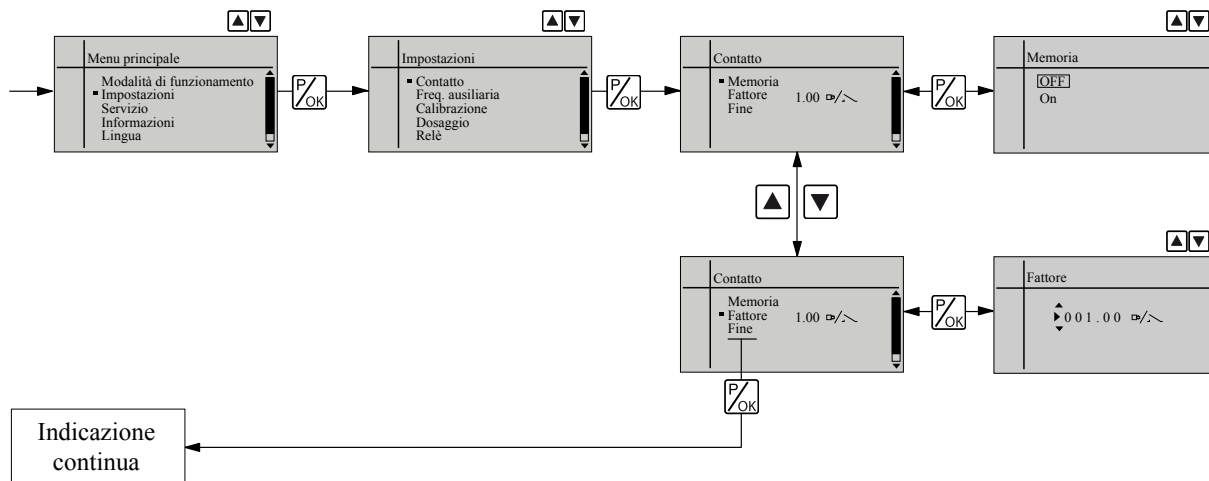 Menu principale
Modalità di funzionamento
Impostazioni
Servizio
Informazioni
Lingua
P/OK
Impostazioni
Contatto
Freq. ausiliaria
Calibrazione
Dosaggio
Relè
P/OK
Contatto
Memoria
Fattore 1.00
Fine
P/OK
Memoria
OFF
On
Contatto
Memoria
Fattore 1.00
Fine
P/OK
Fattore
001.00
P/OK
Indicazione
continua